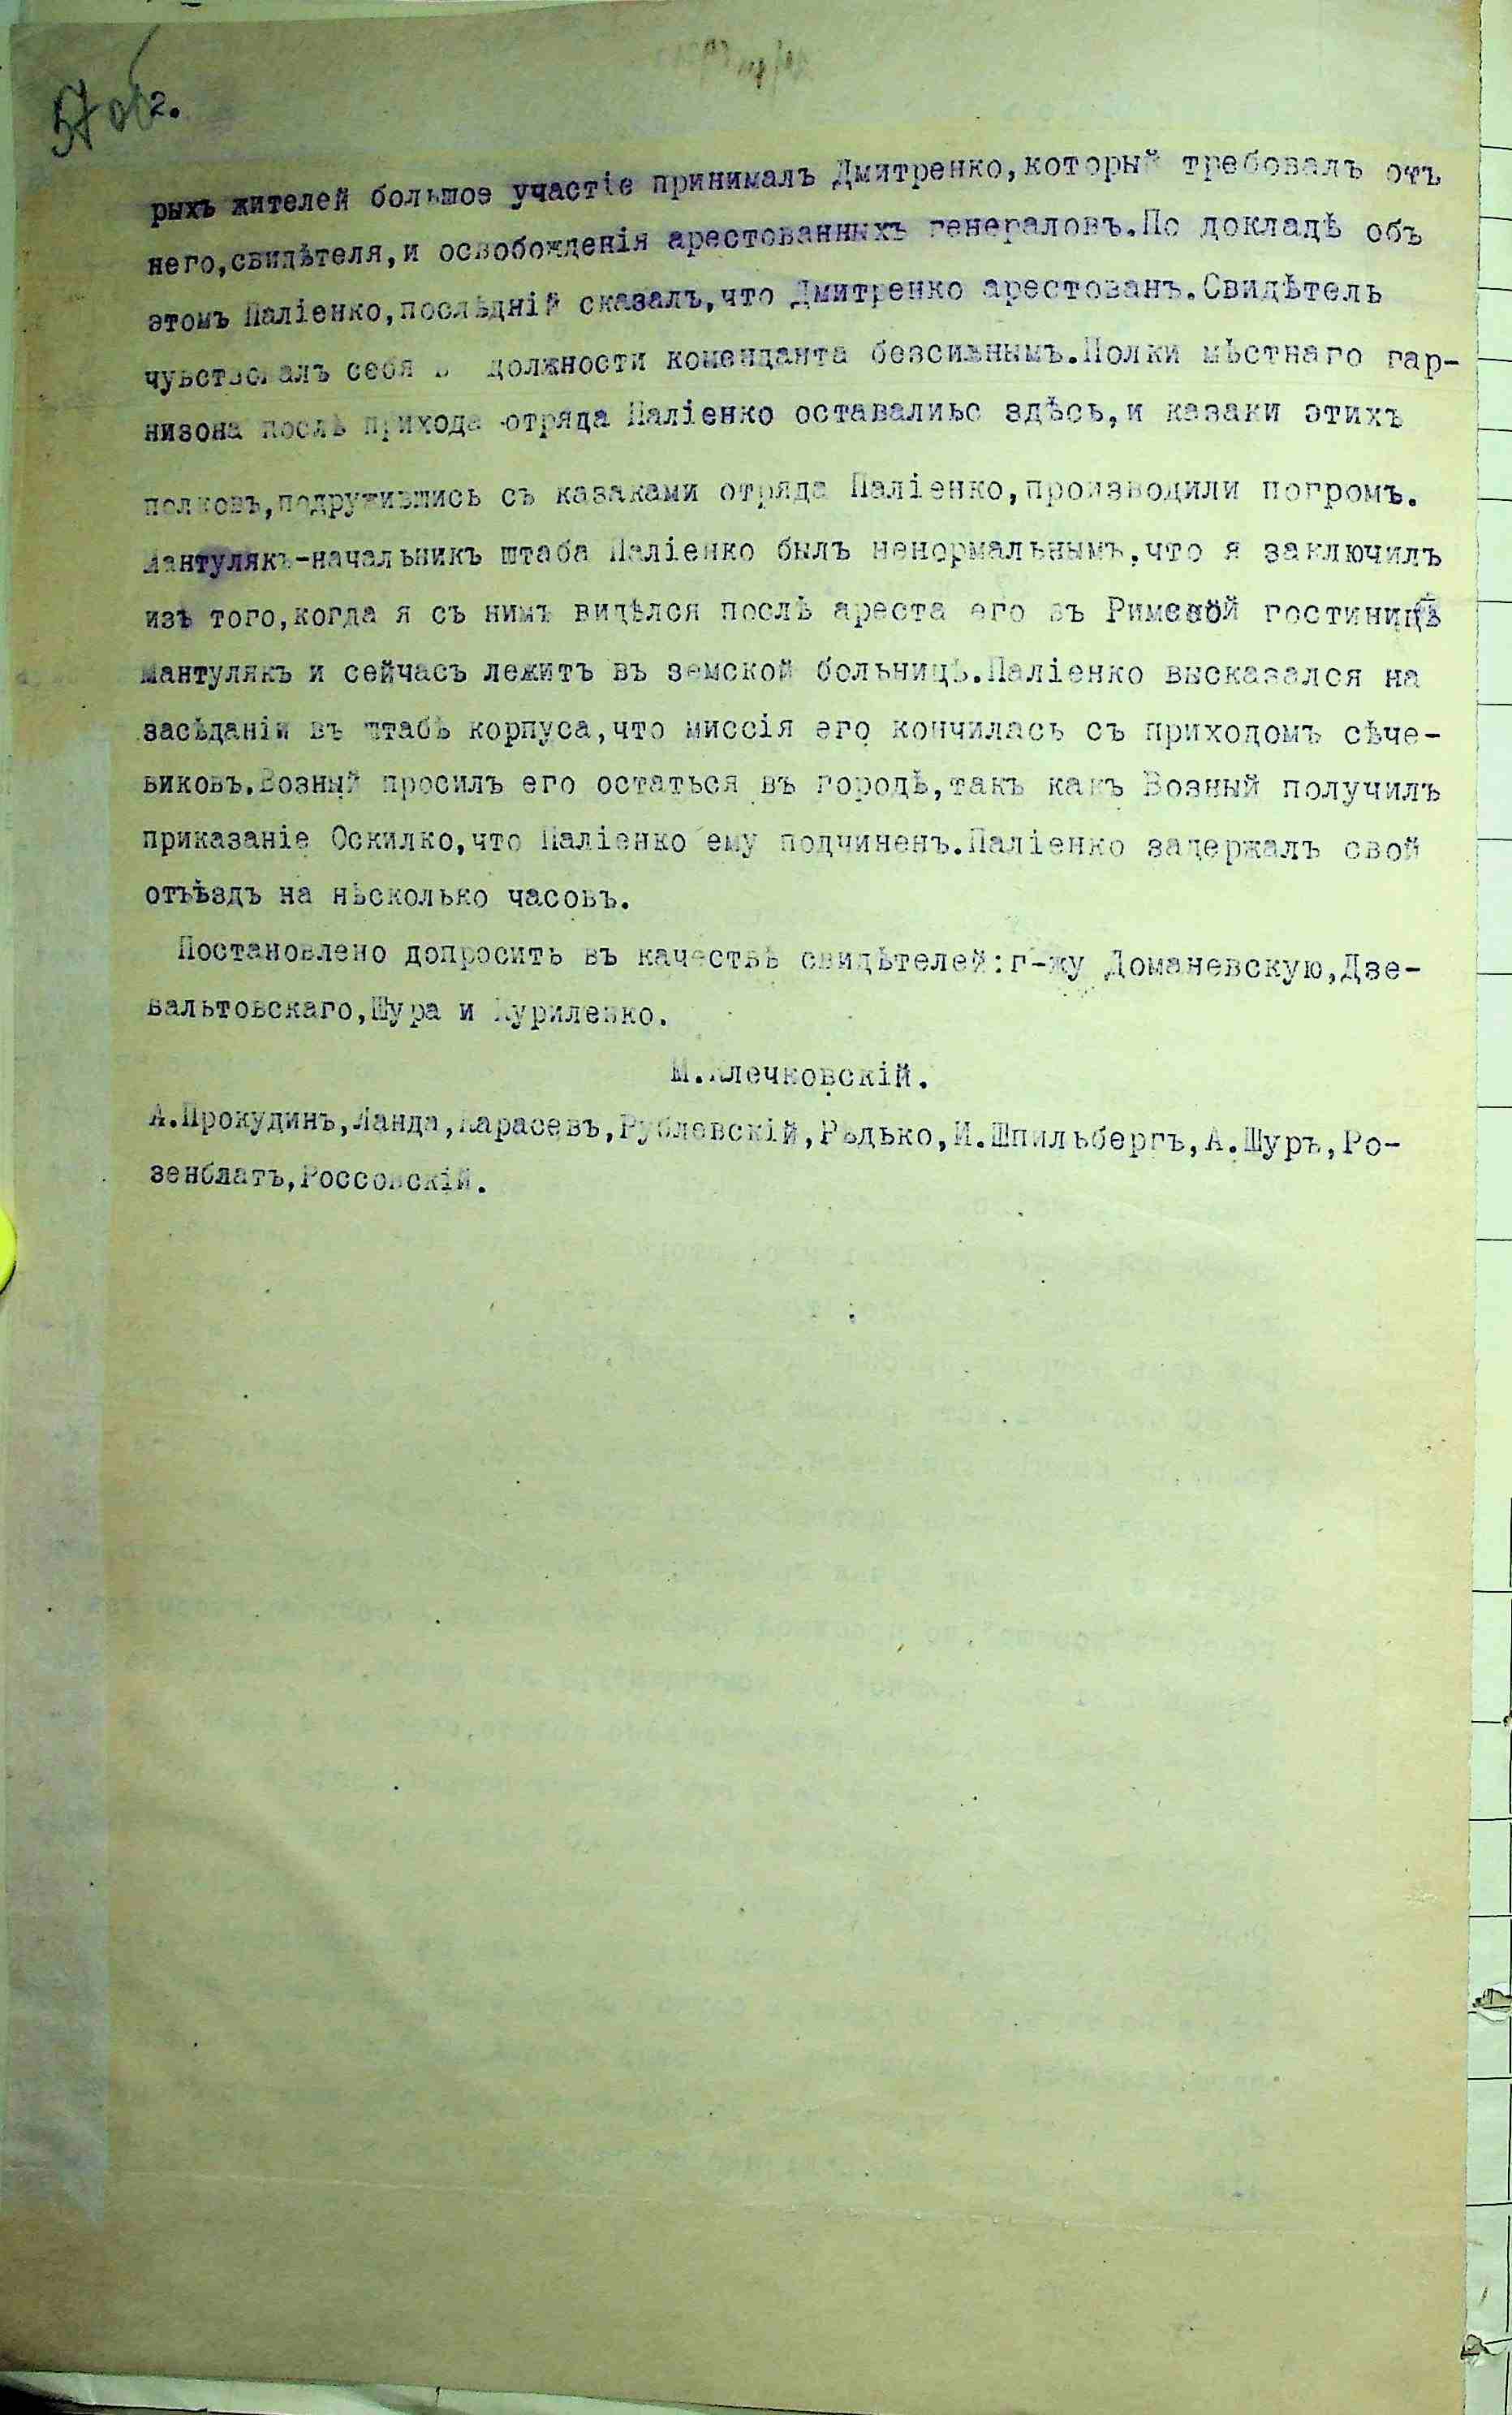 57 об
2.
рыхъ жителей большое участіе принималъ Дмитренко,который требовалъ отъ
него,свидѣтеля,и освобожденія арестованныхъ генераловъ.По докладѣ объ
этомъ Паліенко,послѣдній сказалъ,что Дмитренко арестованъ.Свидѣтель
чувствовалъ себя в должности коменданта безсильнымъ.Полки мѣстнаго гар-
низона послѣ прихода отряда Паліенко оставалиьс здѣсь,и казаки этихъ
полковъ,подружившись съ казаками отряда Паліенко,производили погромъ.
Мантулякъ-начальникъ штаба Паліенко былъ ненормальнымъ,что я заключилъ
изъ того,когда я съ нимъ видѣлся послѣ ареста его въ Римской гостиницѣ
мантулякъ и сейчасъ лежитъ въ земской больницѣ.Паліенко высказался на
засѣданіи въ штабѣ корпуса,что миссія его кончилась съ приходомъ сѣче-
виковъ.Возный просилъ его остаться въ городѣ,такъ какъ Возный получилъ
приказаніе Оскилко,что Паліенко ему подчиненъ.Паліенко задержалъ свой
отъѣздъ на нѣсколько часовъ.
Постановлено допросить въ качествѣ свидѣтелей:г-жу Доманевскую,Дзе-
вальтовскаго,Шура и Куриленко.
М.Клечковскій.
А.Прокудинъ,Ланда,Карасевъ,Рублевскій,Рѣдько,И.Шпильбергъ,А.Шуръ,Ро-
зенблатъ,Россовскій.